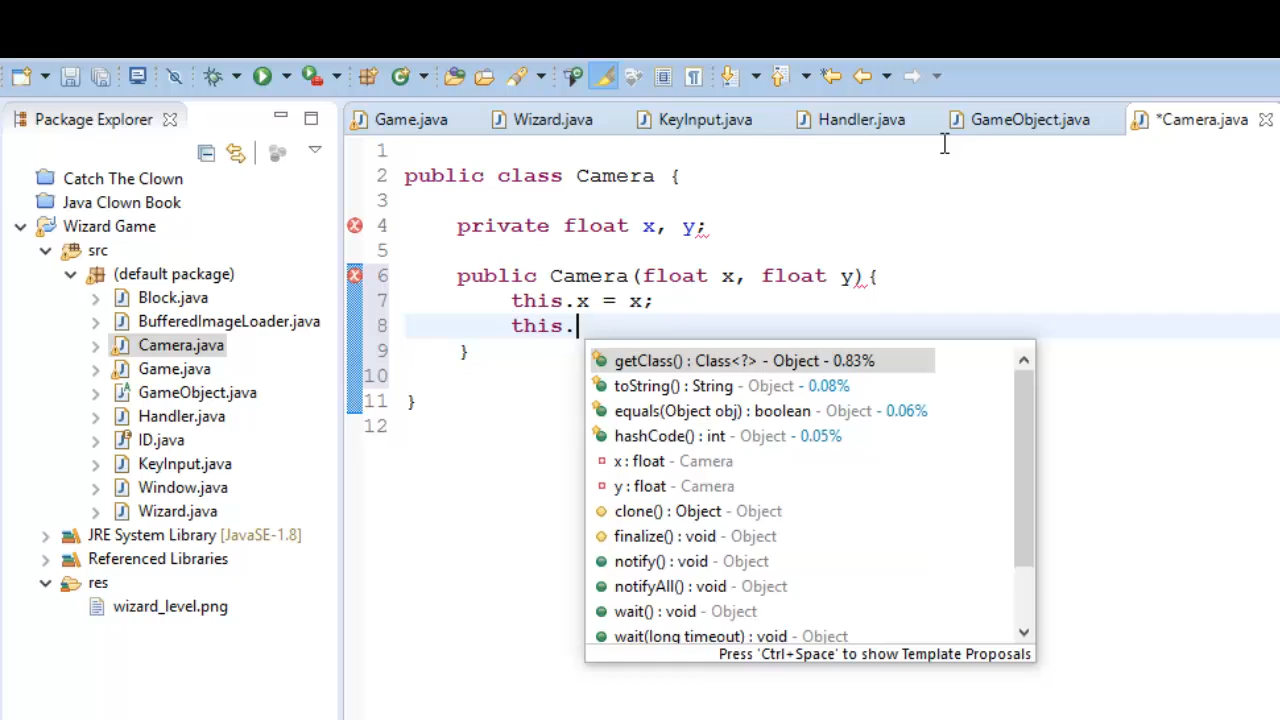 Package Explorer
Catch The Clown
Java Clown Book
Wizard Game
src
(default package)
Block.java
BufferedImageLoader.java
Camera.java
Game.java
GameObject.java
Handler.java
ID.java
KeyInput.java
Window.java
Wizard.java
JRE System Library [JavaSE-1.8]
Referenced Libraries
res
wizard_level.png
Game.java Wizard.java KeyInput.java Handler.java GameObject.java *Camera.java
1
2 public class Camera {
3
4 private float x, y;
5
6 public Camera(float x, float y){
7 this.x = x;
8 this.
9 }
10
11 }
12
getClass() : Class<?> - Object - 0.83%
toString() : String - Object - 0.08%
equals(Object obj) : boolean - Object - 0.06%
hashCode() : int - Object - 0.05%
x : float - Camera
y : float - Camera
clone() : Object - Object
finalize() : void - Object
notify() : void - Object
notifyAll() : void - Object
wait() : void - Object
wait(long timeout) : void - Object
Press 'Ctrl+Space' to show Template Proposals